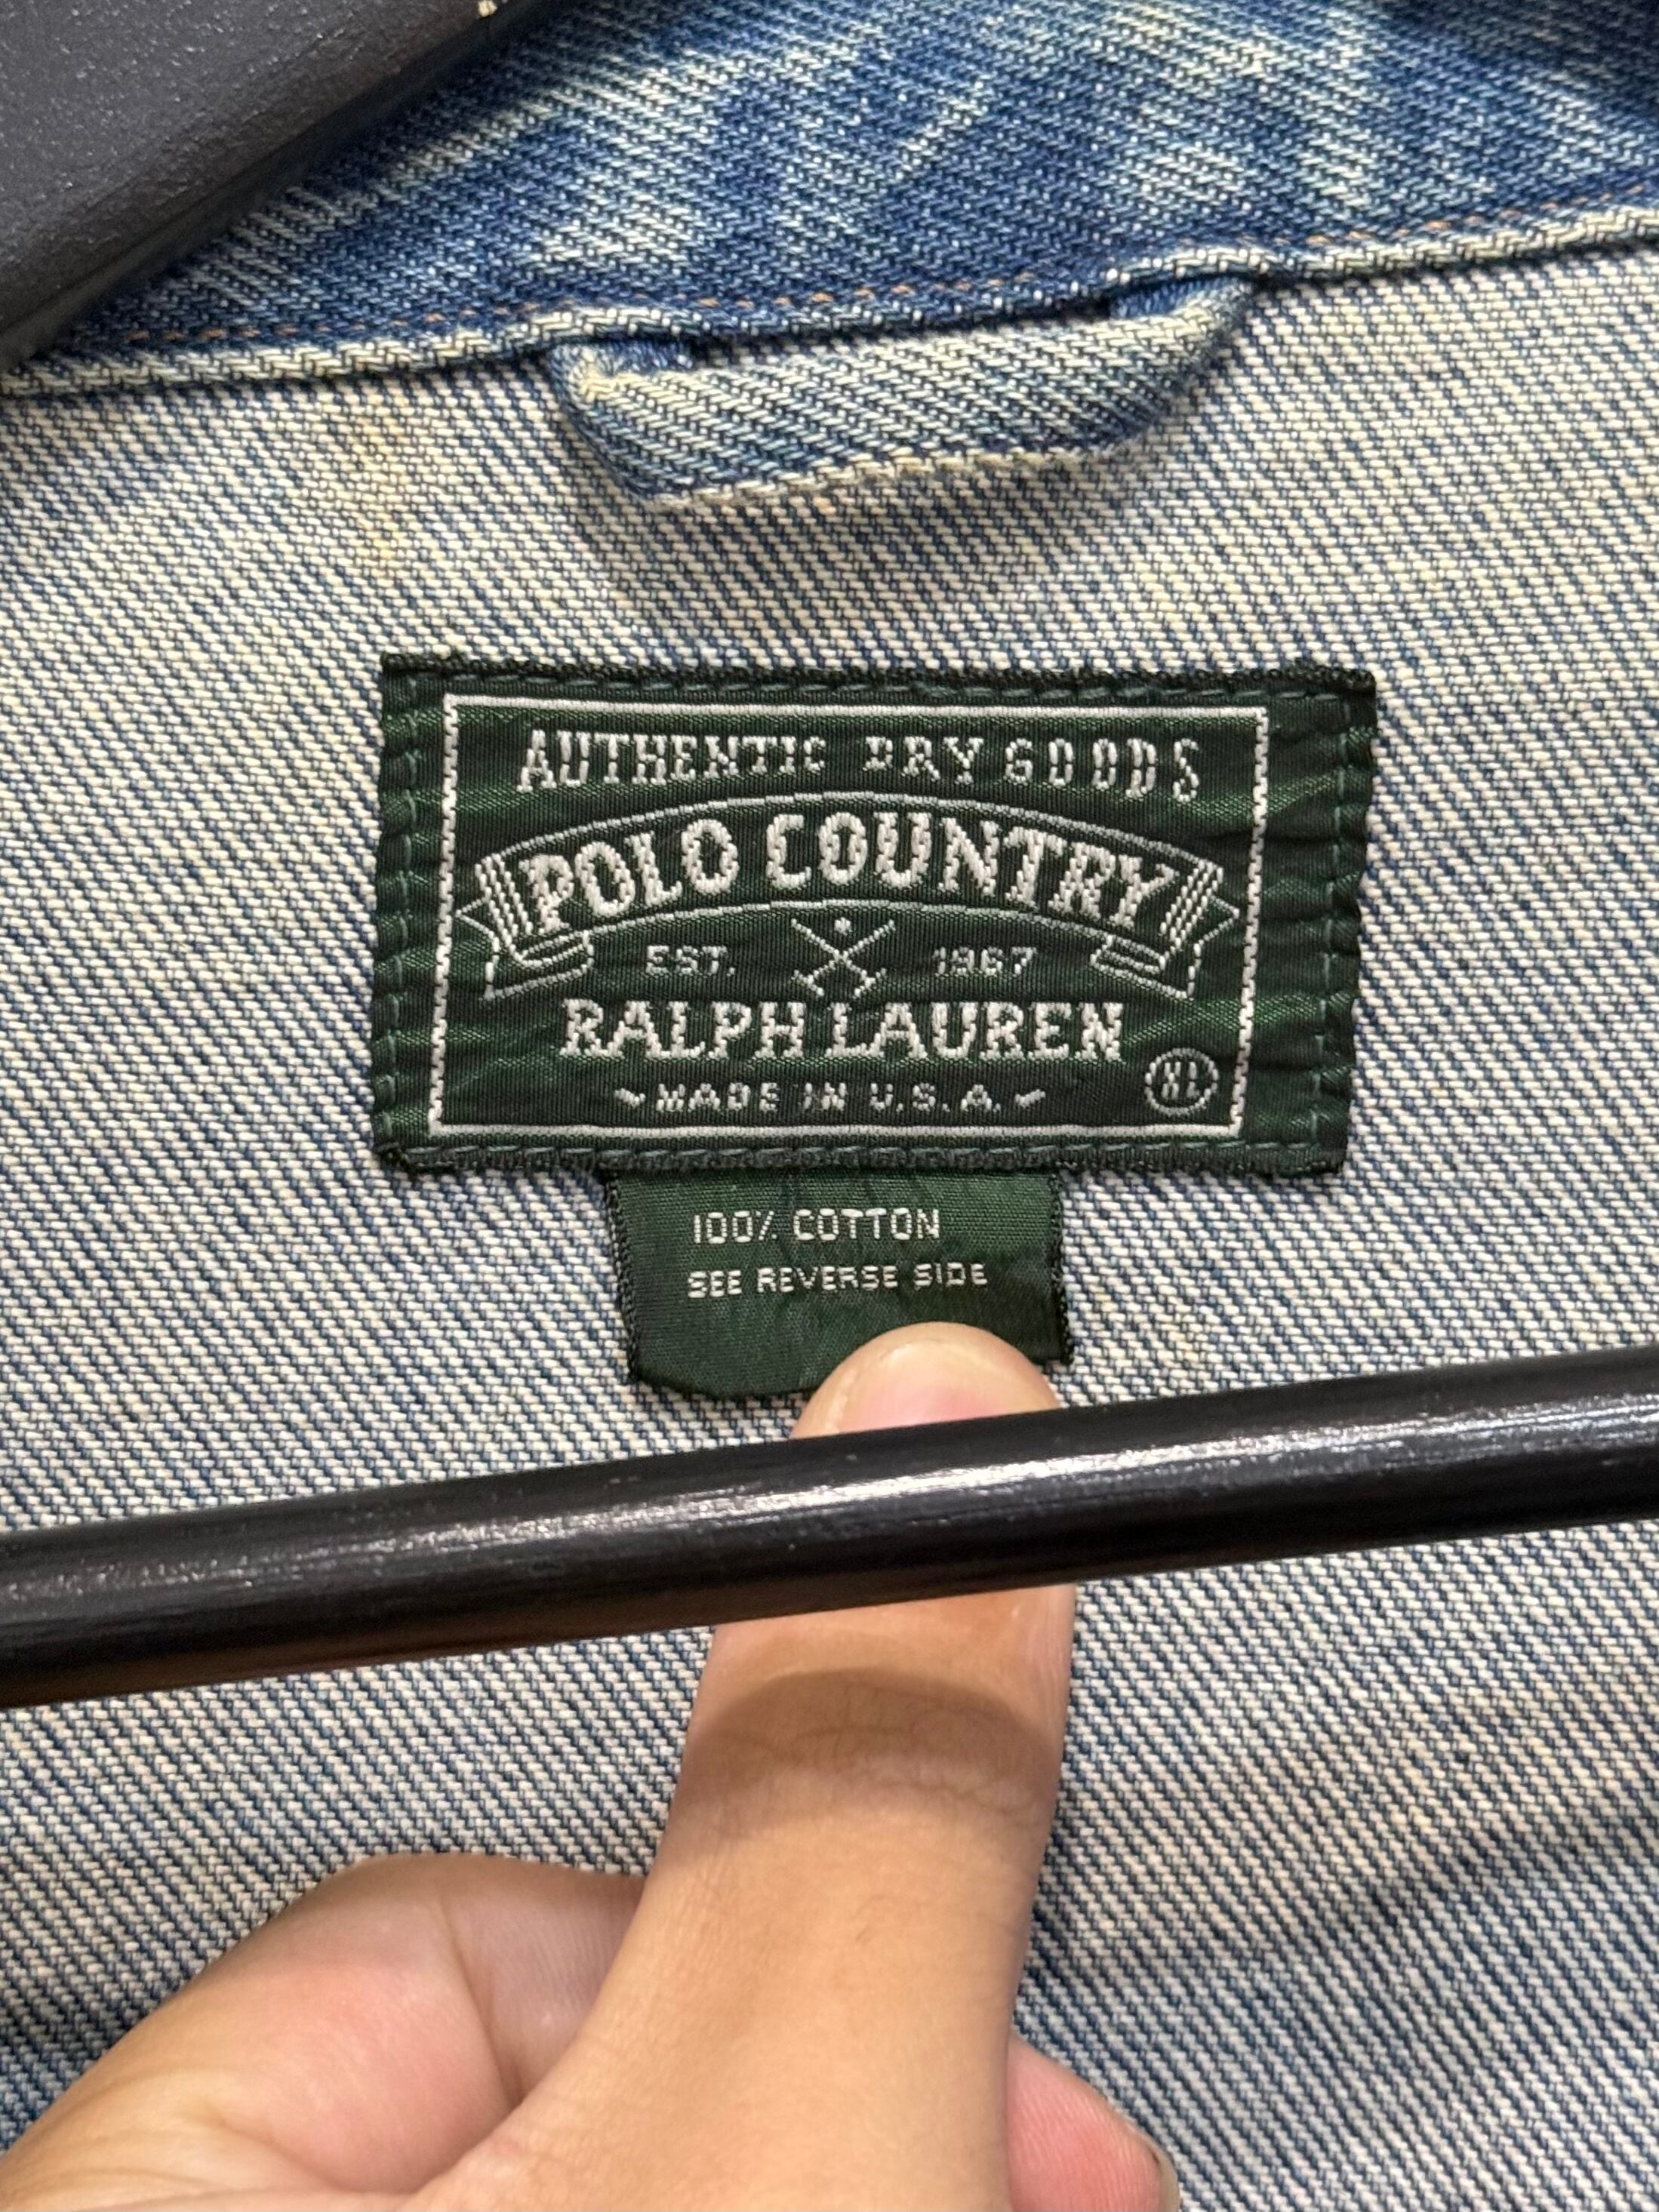 AUTHENTIC DRY GOODS
POLO COUNTRY
EST. 1967
RALPH LAUREN
~MADE IN U.S.A.~
XL
100% COTTON
SEE REVERSE SIDE